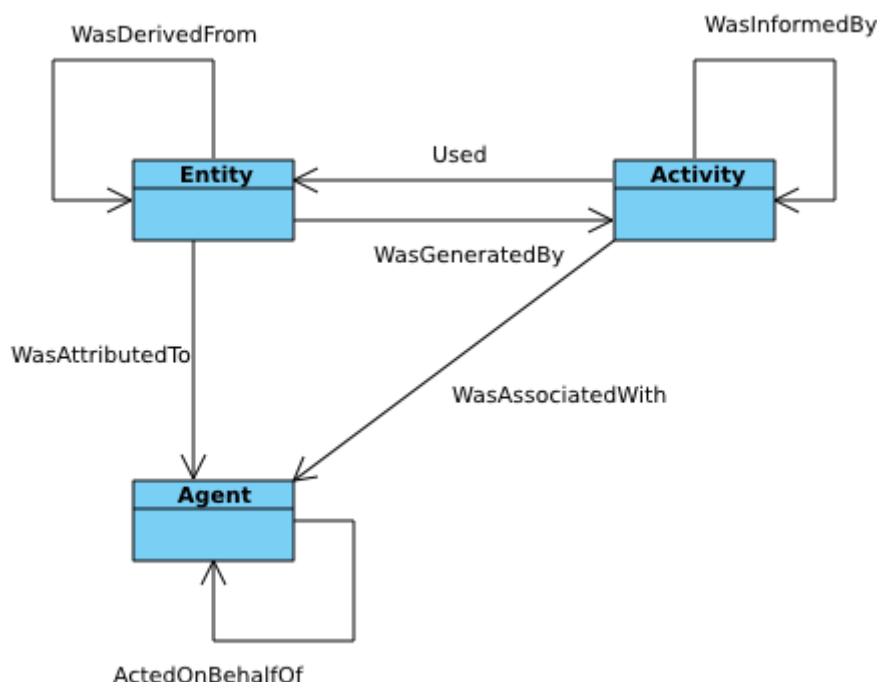 WasDerivedFrom
WasInformedBy
Used
Entity
Activity
WasGeneratedBy
WasAttributedTo
WasAssociatedWith
Agent
ActedOnBehalfOf